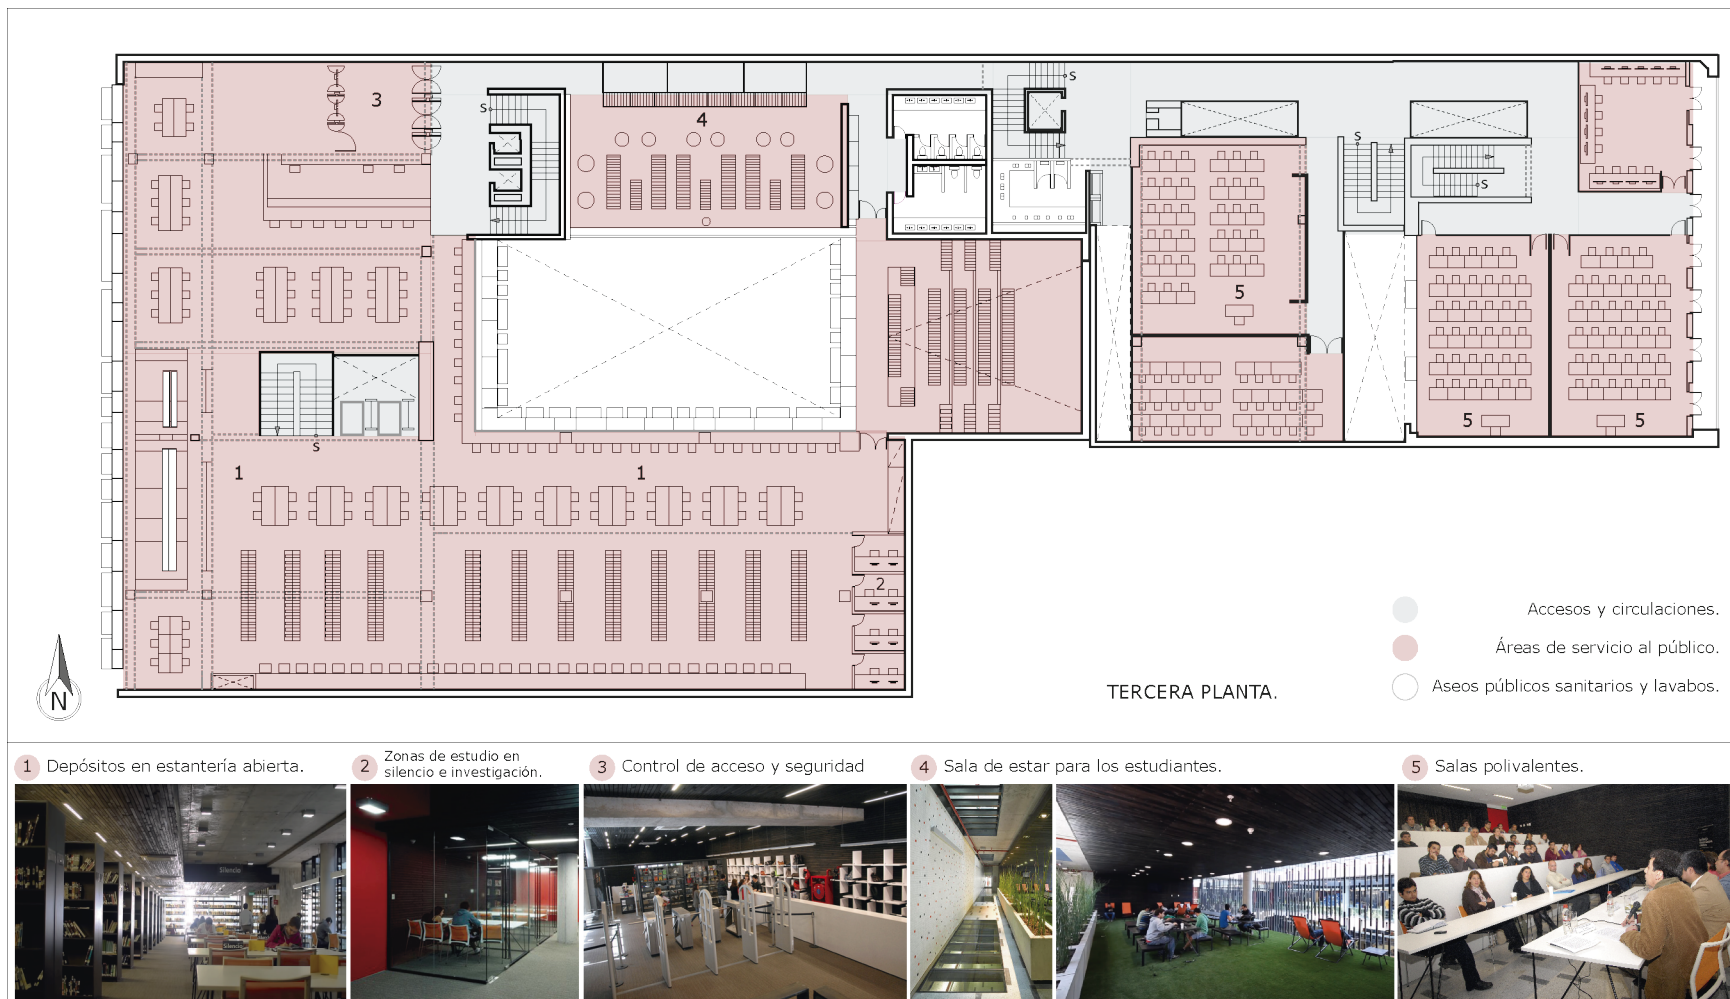 3
4
S
S
S
S
5
5
5
S
1
1
2
Accesos y circulaciones.
Áreas de servicio al público.
Aseos públicos sanitarios y lavabos.
TERCERA PLANTA.
N
1 Depósitos en estantería abierta.
2 Zonas de estudio en
silencio e investigación.
3 Control de acceso y seguridad
4 Sala de estar para los estudiantes.
5 Salas polivalentes.
Silencio
Silencio